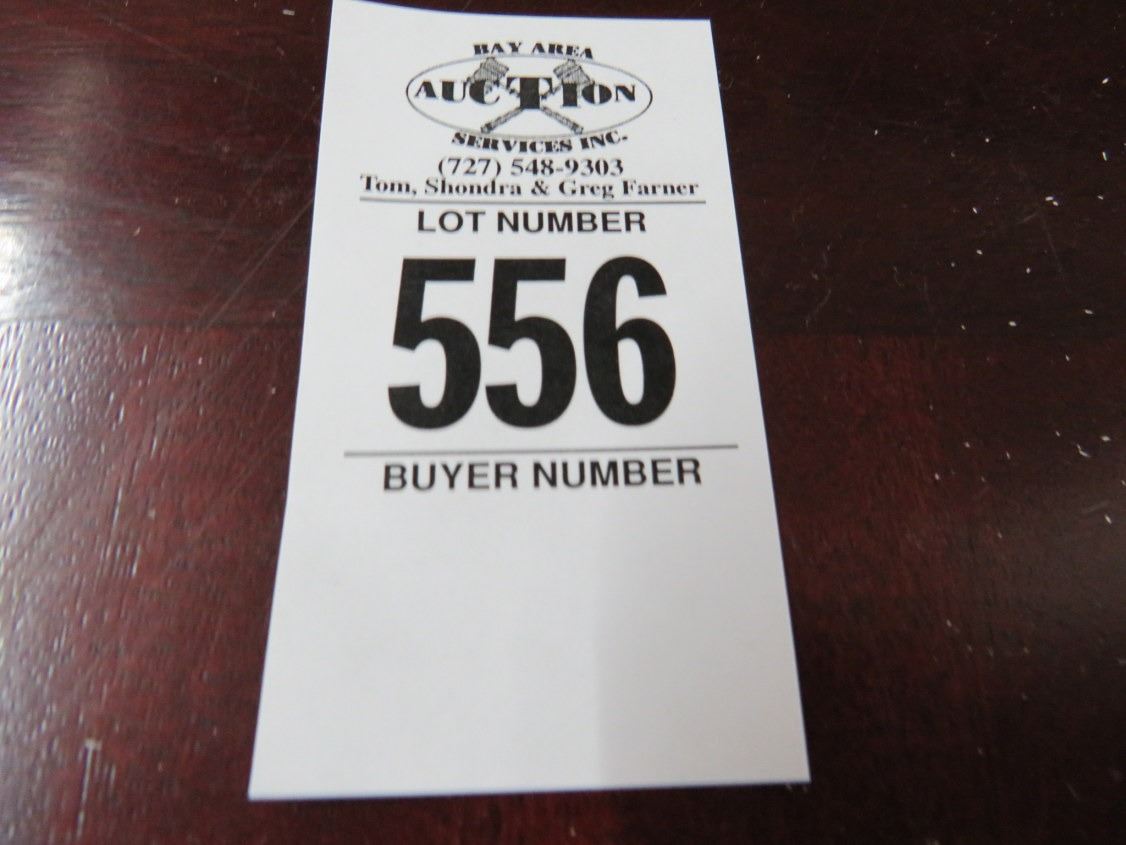 BAY AREA
AUCTION
SERVICES INC.
(727) 548-9303
Tom, Shondra & Greg Farner
LOT NUMBER
556
BUYER NUMBER